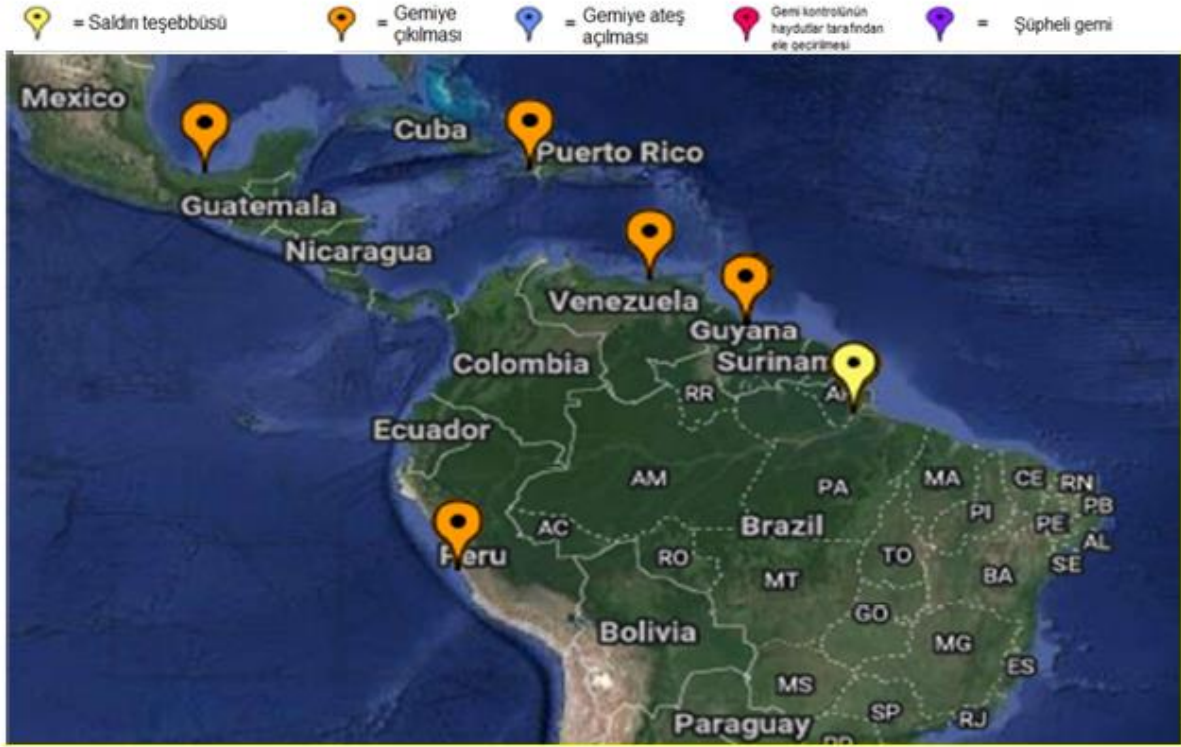 = Saldırı teşebbüsü
= Gemiye
çıkılması
= Gemiye ateş
açılması
Gemi kontrolünün
haydutlar tarafından
ele geçirilmesi
= Şüpheli gemi
Mexico
Cuba
Puerto Rico
Guatemala
Nicaragua
Venezuela
Guyana
Surinam
Colombia
RR
A
Ecuador
AM
PA
MA
CE
RN
PB
PI
PE
AL
AC
Brazil
Peru
RO
TO
SE
MT
BA
GO
Bolivia
MG
ES
MS
SP
RJ
Paraguay
PR